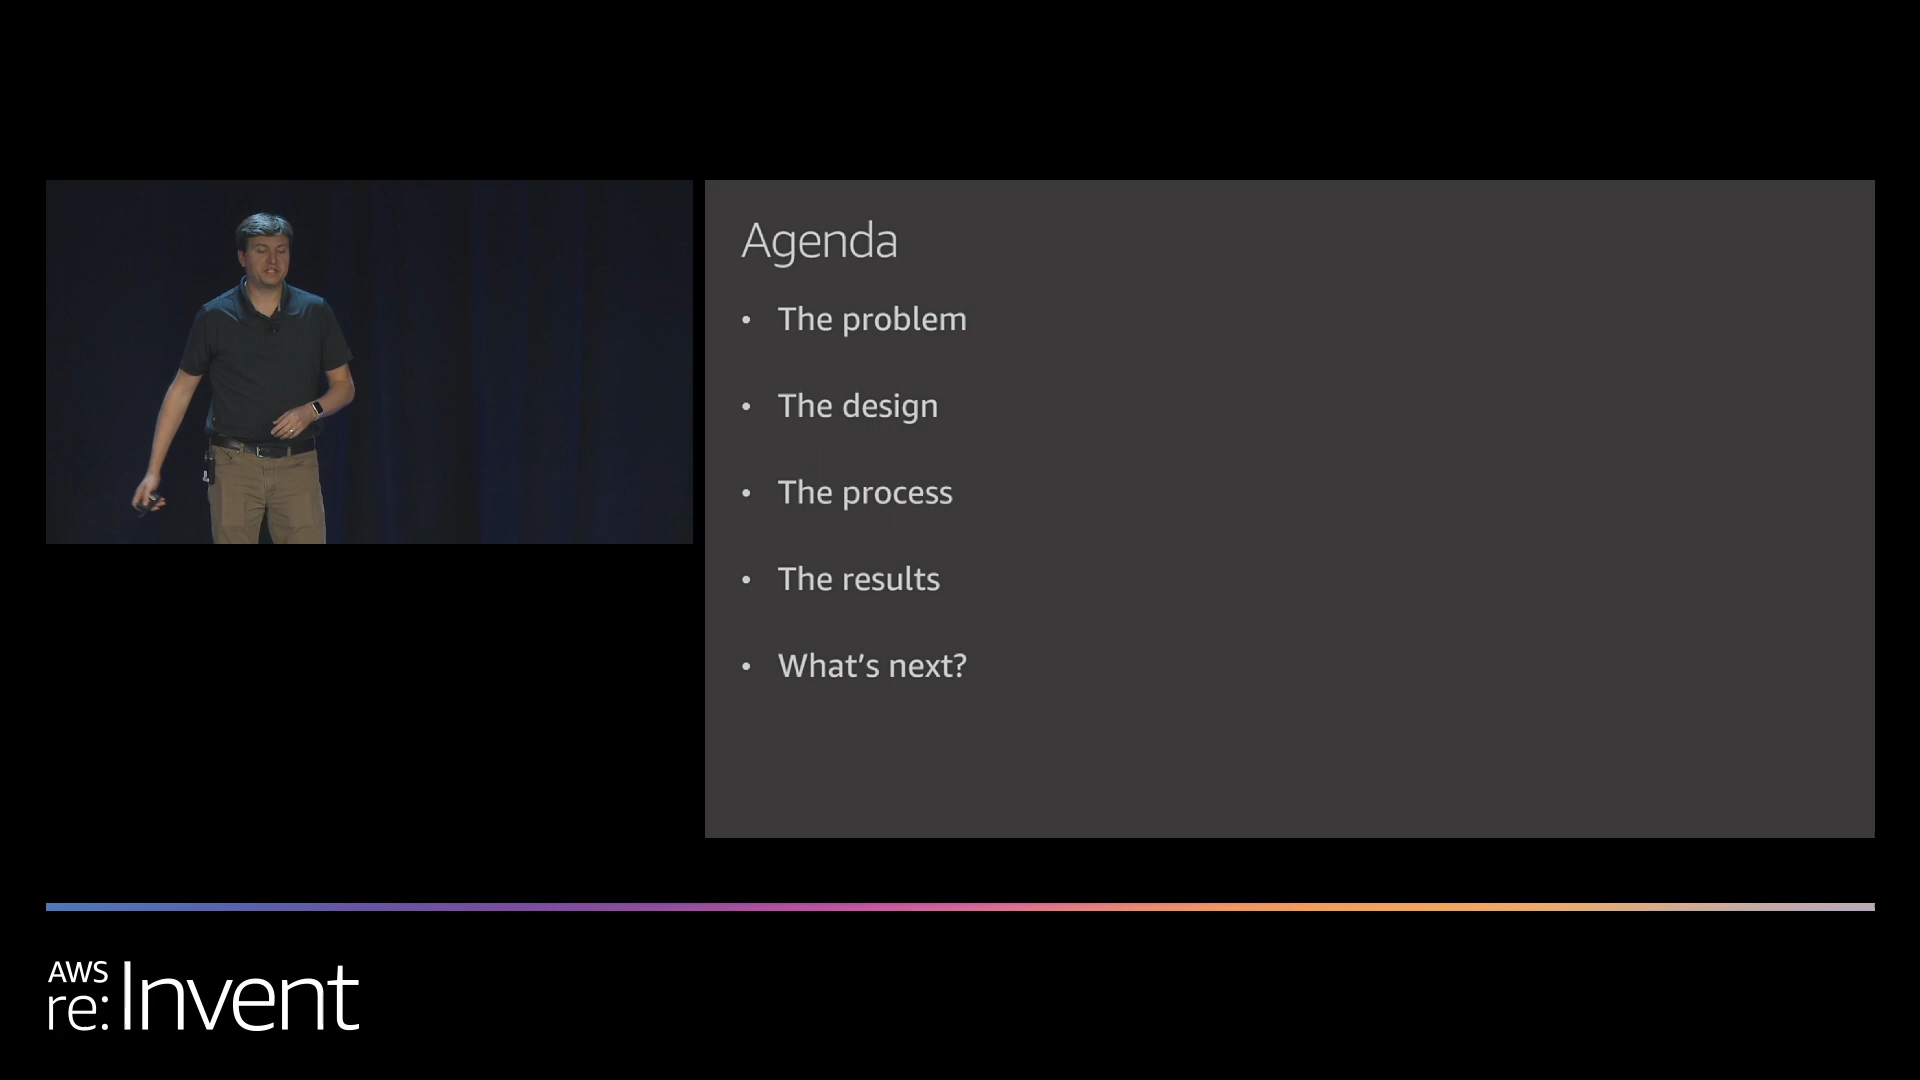 Agenda
• The problem
• The design
• The process
• The results
• What’s next?
AWS
re:Invent